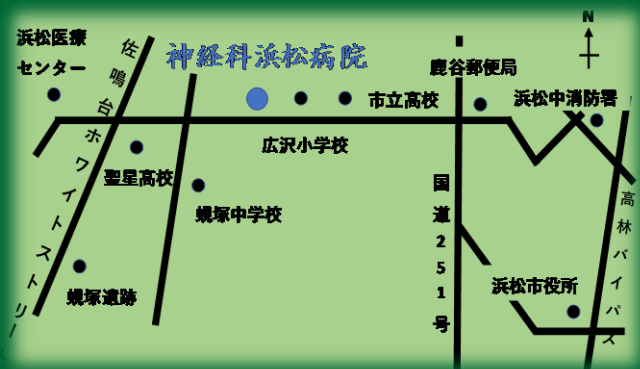 浜松医療
センター
佐鳴台ホワイトストリート
神経科浜松病院
N
鹿谷郵便局
市立高校
浜松中消防署
広沢小学校
聖星高校
蜆塚中学校
国道251号
高林バイパス
蜆塚遺跡
浜松市役所